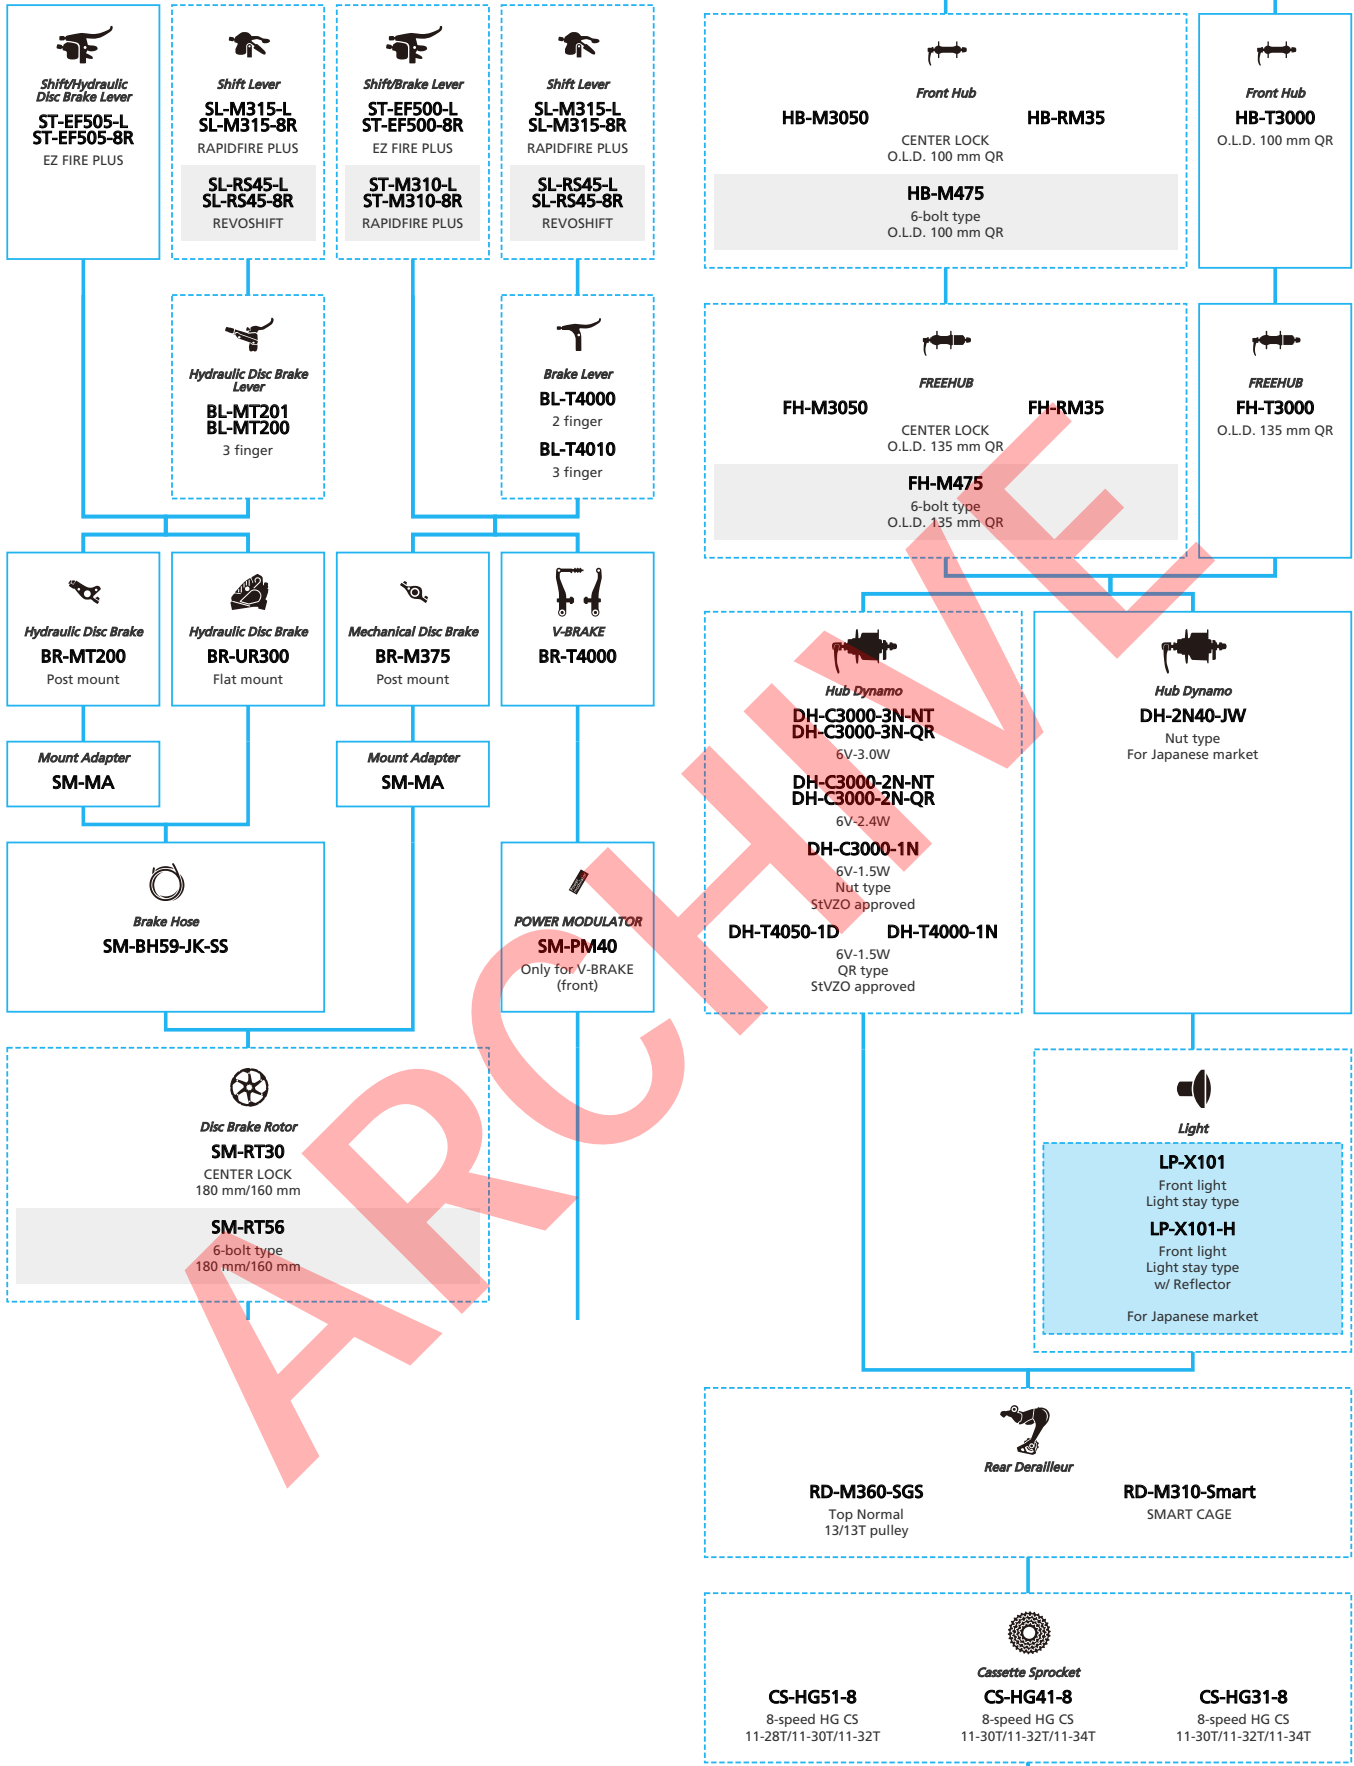 Shift/Hydraulic
Disc Brake Lever
ST-EF505-L
ST-EF505-8R
EZ FIRE PLUS
Shift Lever
SL-M315-L
SL-M315-8R
RAPIDFIRE PLUS
SL-RS45-L
SL-RS45-8R
REVOSHIFT
Shift/Brake Lever
ST-EF500-L
ST-EF500-8R
EZ FIRE PLUS
ST-M310-L
ST-M310-8R
RAPIDFIRE PLUS
Shift Lever
SL-M315-L
SL-M315-8R
RAPIDFIRE PLUS
SL-RS45-L
SL-RS45-8R
REVOSHIFT
Hydraulic Disc Brake
Lever
BL-MT201
BL-MT200
3 finger
Brake Lever
BL-T4000
2 finger
BL-T4010
3 finger
Hydraulic Disc Brake
BR-MT200
Post mount
Hydraulic Disc Brake
BR-UR300
Flat mount
Mechanical Disc Brake
BR-M375
Post mount
V-BRAKE
BR-T4000
Mount Adapter
SM-MA
Mount Adapter
SM-MA
Brake Hose
SM-BH59-JK-SS
POWER MODULATOR
SM-PM40
Only for V-BRAKE
(front)
Disc Brake Rotor
SM-RT30
CENTER LOCK
180 mm/160 mm
SM-RT56
6-bolt type
180 mm/160 mm
Front Hub
HB-M3050 HB-RM35
CENTER LOCK
O.L.D. 100 mm QR
HB-M475
6-bolt type
O.L.D. 100 mm QR
Front Hub
HB-T3000
O.L.D. 100 mm QR
FREEHUB
FH-M3050 FH-RM35
CENTER LOCK
O.L.D. 135 mm QR
FH-M475
6-bolt type
O.L.D. 135 mm QR
FREEHUB
FH-T3000
O.L.D. 135 mm QR
Hub Dynamo
DH-C3000-3N-NT
DH-C3000-3N-QR
6V-3.0W
DH-C3000-2N-NT
DH-C3000-2N-QR
6V-2.4W
DH-C3000-1N
6V-1.5W
Nut type
StVZO approved
DH-T4050-1D DH-T4000-1N
6V-1.5W
QR type
StVZO approved
Hub Dynamo
DH-2N40-JW
Nut type
For Japanese market
Light
LP-X101
Front light
Light stay type
LP-X101-H
Front light
Light stay type
w/ Reflector
For Japanese market
Rear Derailleur
RD-M360-SGS
Top Normal
13/13T pulley
RD-M310-Smart
SMART CAGE
Cassette Sprocket
CS-HG51-8
8-speed HG CS
11-28T/11-30T/11-32T
CS-HG41-8
8-speed HG CS
11-30T/11-32T/11-34T
CS-HG31-8
8-speed HG CS
11-30T/11-32T/11-34T
ARCHIVE